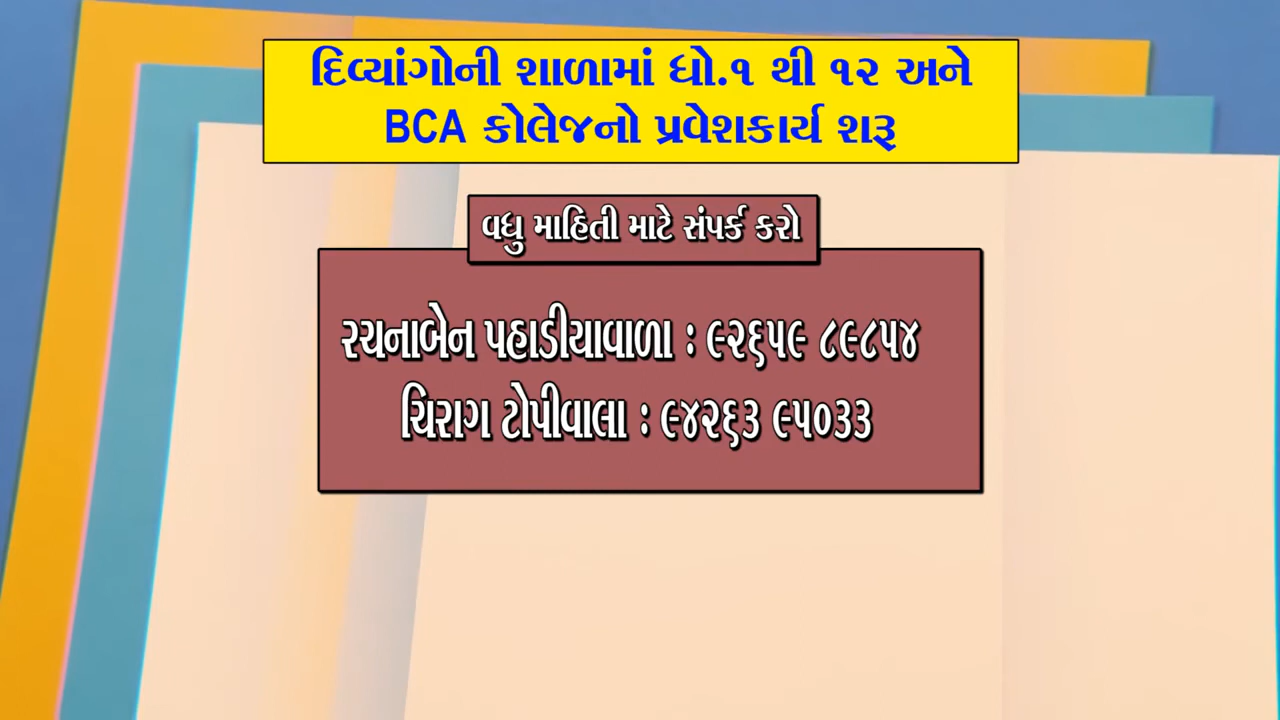 દિવ્યાંગોની શાળામાં ધો.૧ થી ૧૨ અને
BCA કોલેજનો પ્રવેશકાર્ય શરૂ
વધુ માહિતી માટે સંપર્ક કરો
રચનાબેન પહાડીયાવાળા : ૯૨૬૫૯ ૮૯૮૫૪
ચિરાગ ટોપીવાલા : ૯૪૨૬૩ ૯૫૦૩૩